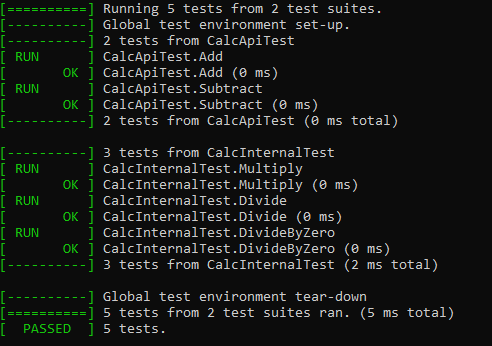 [==========] Running 5 tests from 2 test suites.
[----------] Global test environment set-up.
[----------] 2 tests from CalcApiTest
[ RUN      ] CalcApiTest.Add
[       OK ] CalcApiTest.Add (0 ms)
[ RUN      ] CalcApiTest.Subtract
[       OK ] CalcApiTest.Subtract (0 ms)
[----------] 2 tests from CalcApiTest (0 ms total)

[----------] 3 tests from CalcInternalTest
[ RUN      ] CalcInternalTest.Multiply
[       OK ] CalcInternalTest.Multiply (0 ms)
[ RUN      ] CalcInternalTest.Divide
[       OK ] CalcInternalTest.Divide (0 ms)
[ RUN      ] CalcInternalTest.DivideByZero
[       OK ] CalcInternalTest.DivideByZero (0 ms)
[----------] 3 tests from CalcInternalTest (2 ms total)

[----------] Global test environment tear-down
[==========] 5 tests from 2 test suites ran. (5 ms total)
[  PASSED  ] 5 tests.